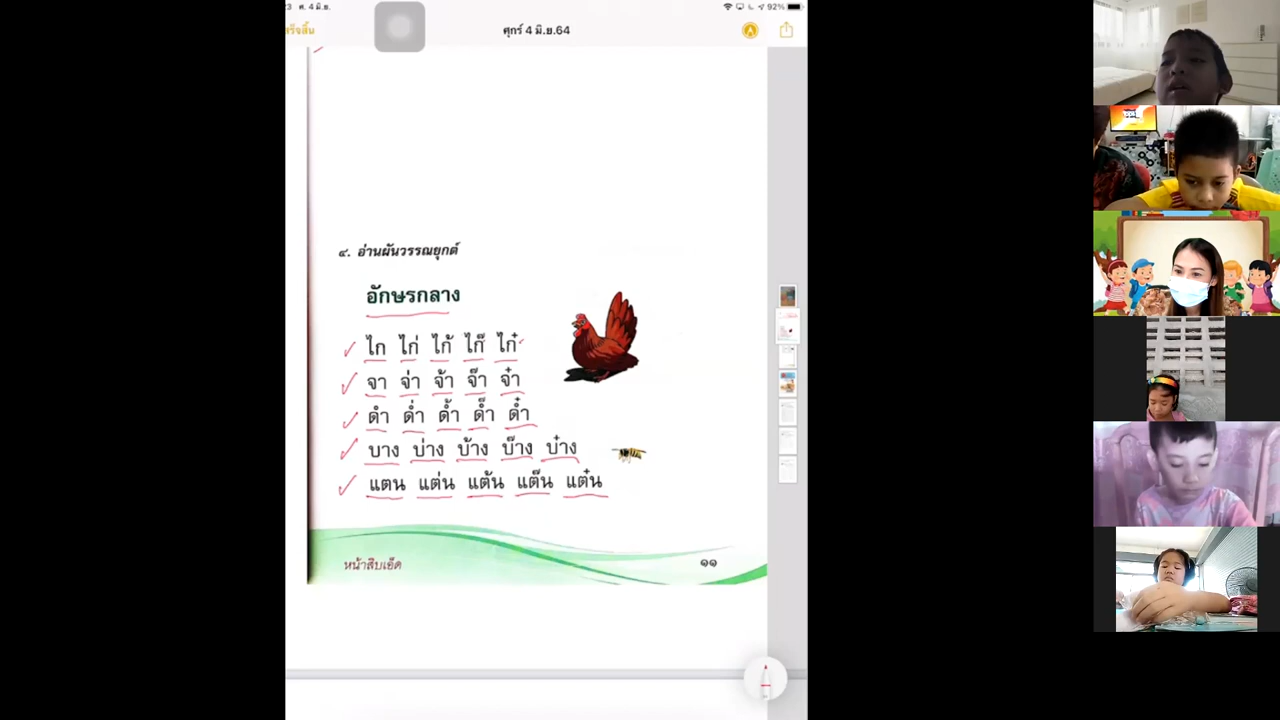 ศ. 4 มิ.ย. 92%
ศุกร์ 4 มิ.ย.64
๔. อ่านผันวรรณยุกต์
อักษรกลาง
ไก ไก่ ไก้ ไก๊ ไก๋
จา จ่า จ้า จ๊า จ๋า
ดำ ด่ำ ด้ำ ด๊ำ ด๋ำ
บาง บ่าง บ้าง บ๊าง บ๋าง
แตน แต่น แต้น แต๊น แต๋น
หน้าสิบเอ็ด ๑๑